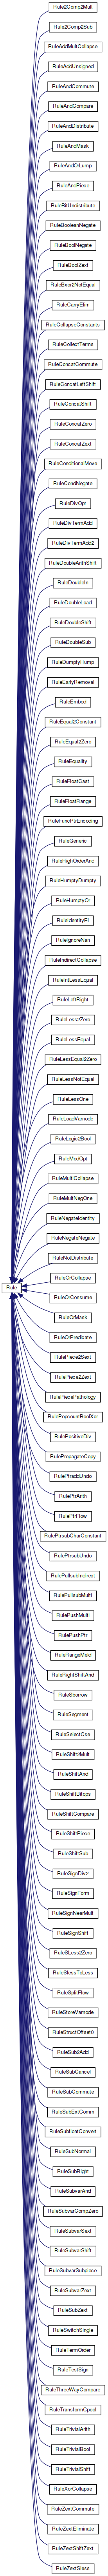 Rule2Comp2Mult
Rule2Comp2Sub
RuleAddMultCollapse
RuleAddUnsigned
RuleAndCommute
RuleAndCompare
RuleAndDistribute
RuleAndMask
RuleAndOrLump
RuleAndPiece
RuleBitUndistribute
RuleBooleanNegate
RuleBoolNegate
RuleBoolZext
RuleBxor2NotEqual
RuleCarryElim
RuleCollapseConstants
RuleCollectTerms
RuleConcatCommute
RuleConcatLeftShift
RuleConcatShift
RuleConcatZero
RuleConcatZext
RuleConditionalMove
RuleCondNegate
RuleDivOpt
RuleDivTermAdd
RuleDivTermAdd2
RuleDoubleArithShift
RuleDoubleIn
RuleDoubleLoad
RuleDoubleShift
RuleDoubleSub
RuleDumptyHump
RuleEarlyRemoval
RuleEmbed
RuleEqual2Constant
RuleEqual2Zero
RuleEquality
RuleFloatCast
RuleFloatRange
RuleFuncPtrEncoding
RuleGeneric
RuleHighOrderAnd
RuleHumptyDumpty
RuleHumptyOr
RuleIdentityEl
RuleIgnoreNan
RuleIndirectCollapse
RuleIntLessEqual
RuleLeftRight
RuleLess2Zero
RuleLessEqual
RuleLessEqual2Zero
RuleLessNotEqual
RuleLessOne
RuleLoadVarnode
RuleLogic2Bool
RuleModOpt
RuleMultiCollapse
RuleMultNegOne
RuleNegateIdentity
RuleNegateNegate
RuleNotDistribute
RuleOrCollapse
Rule
RuleOrConsume
RuleOrMask
RuleOrPredicate
RulePiece2Sext
RulePiece2Zext
RulePiecePathology
RulePopcountBoolXor
RulePositiveDiv
RulePropagateCopy
RulePtraddUndo
RulePtrArith
RulePtrFlow
RulePtrsubCharConstant
RulePtrsubUndo
RulePullsubIndirect
RulePullsubMulti
RulePushMulti
RulePushPtr
RuleRangeMeld
RuleRightShiftAnd
RuleSborrow
RuleSegment
RuleSelectCse
RuleShift2Mult
RuleShiftAnd
RuleShiftBitops
RuleShiftCompare
RuleShiftPiece
RuleShiftSub
RuleSignDiv2
RuleSignForm
RuleSignNearMult
RuleSignShift
RuleSLess2Zero
RuleSlessToLess
RuleSplitFlow
RuleStoreVarnode
RuleStructOffset0
RuleSub2Add
RuleSubCancel
RuleSubCommute
RuleSubExtComm
RuleSubfloatConvert
RuleSubNormal
RuleSubRight
RuleSubvarAnd
RuleSubvarCompZero
RuleSubvarSext
RuleSubvarShift
RuleSubvarSubpiece
RuleSubvarZext
RuleSubZext
RuleSwitchSingle
RuleTermOrder
RuleTestSign
RuleThreeWayCompare
RuleTransformCpool
RuleTrivialArith
RuleTrivialBool
RuleTrivialShift
RuleXorCollapse
RuleZextCommute
RuleZextEliminate
RuleZextShiftZext
RuleZextSless